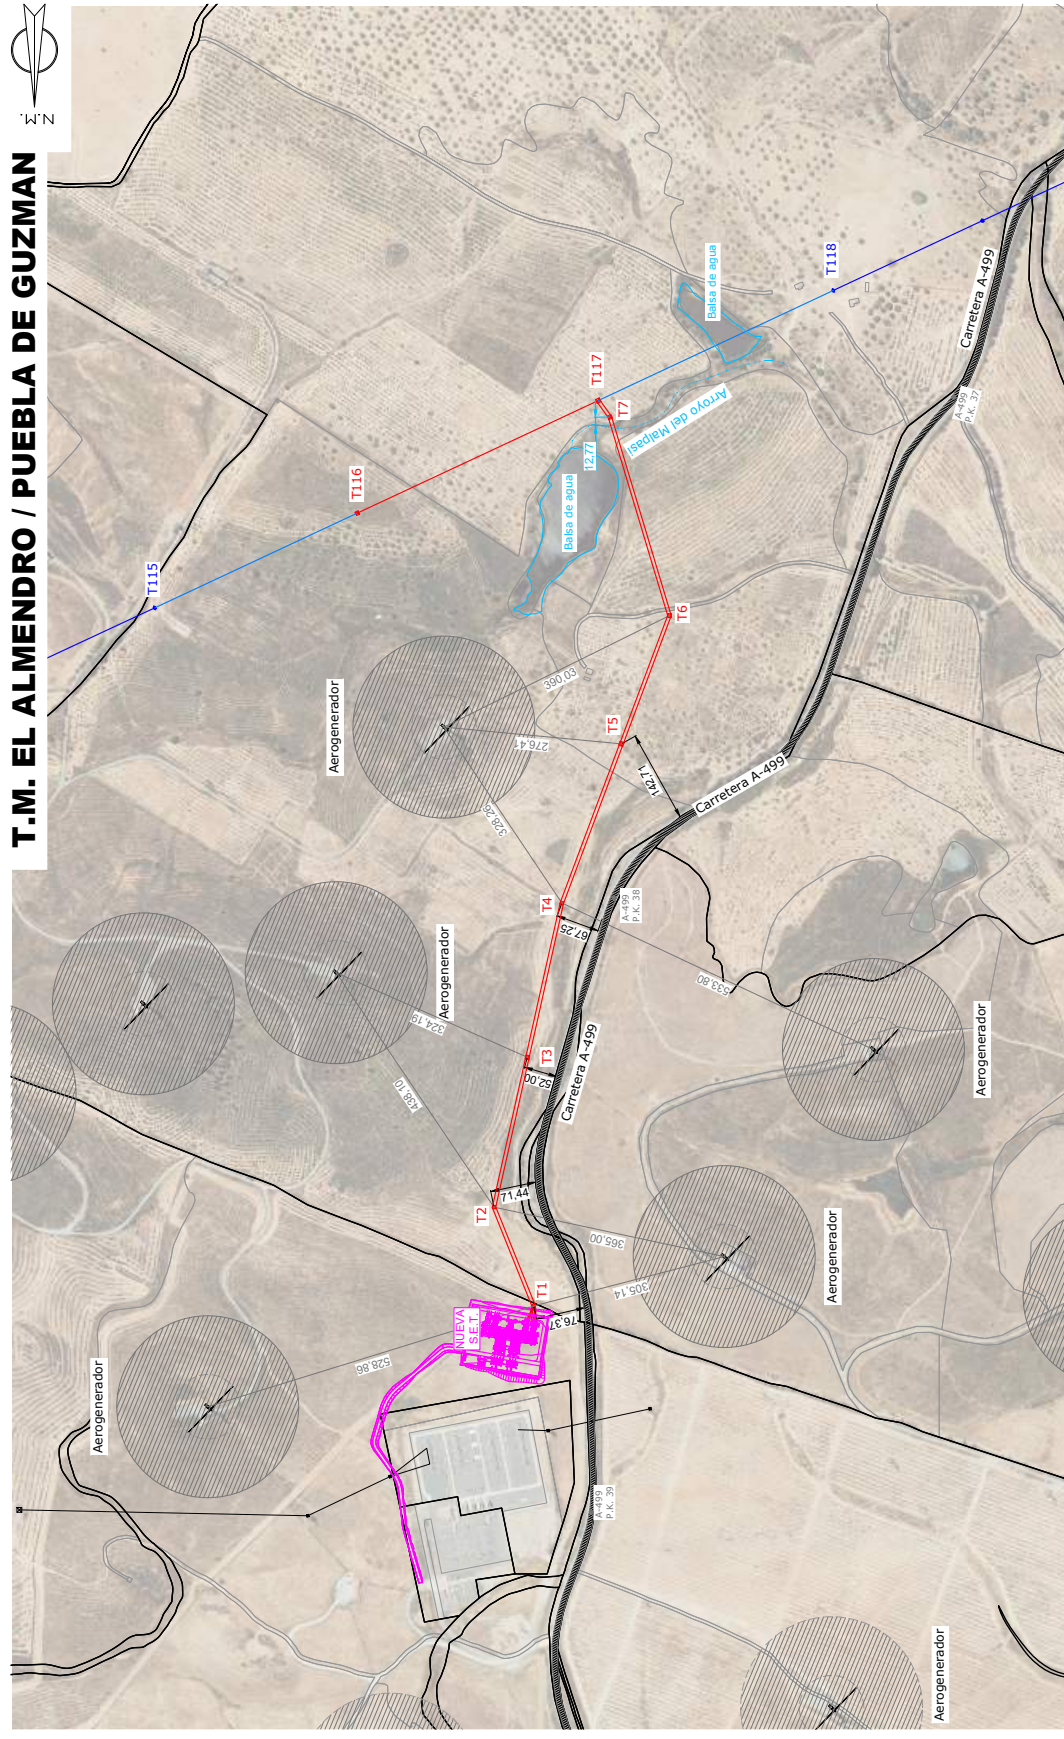 T.M. EL ALMENDRO / PUEBLA DE GUZMAN
N.M.
T115
T116
T117
T118
T7
T6
T5
T4
T3
T2
T1
Balsa de agua
Balsa de agua
Arroyo del Malpasi
12,77
Carretera A-499
A-499
P.K. 37
Aerogenerador
390,03
276,41
328,26
142,71
Carretera A-499
A-499
P.K. 38
67,25
533,80
Aerogenerador
324,19
438,10
52,00
Carretera A-499
Aerogenerador
71,44
365,00
305,14
76,37
Aerogenerador
NUEVA
S.E.T.
528,86
Aerogenerador
A-499
P.K. 39
Aerogenerador